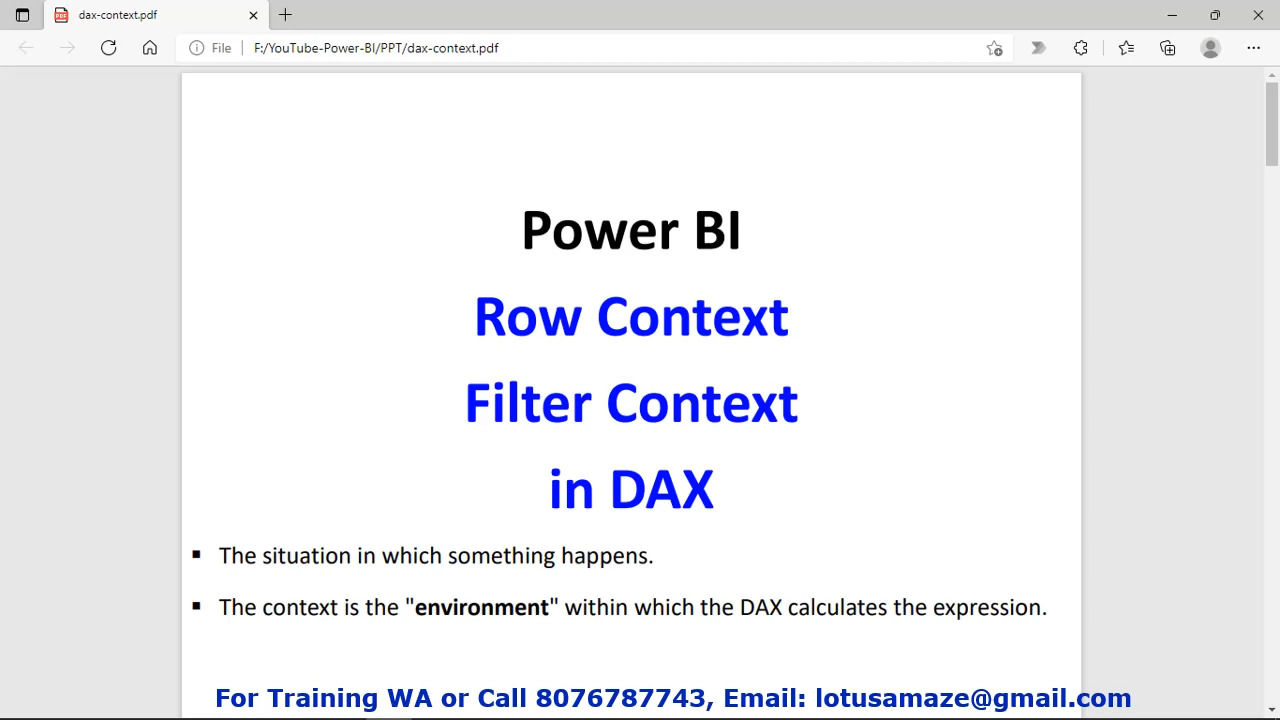 dax-context.pdf
File F:/YouTube-Power-BI/PPT/dax-context.pdf
Power BI
Row Context
Filter Context
in DAX
▪ The situation in which something happens.
▪ The context is the "environment" within which the DAX calculates the expression.
For Training WA or Call 8076787743, Email: lotusamaze@gmail.com